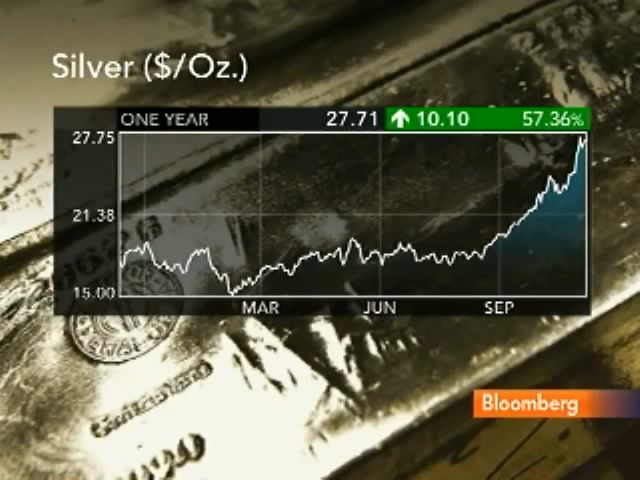 Silver ($/Oz.)
ONE YEAR 27.71 10.10 57.36%
27.75
21.38
15.00
MAR JUN SEP
Bloomberg